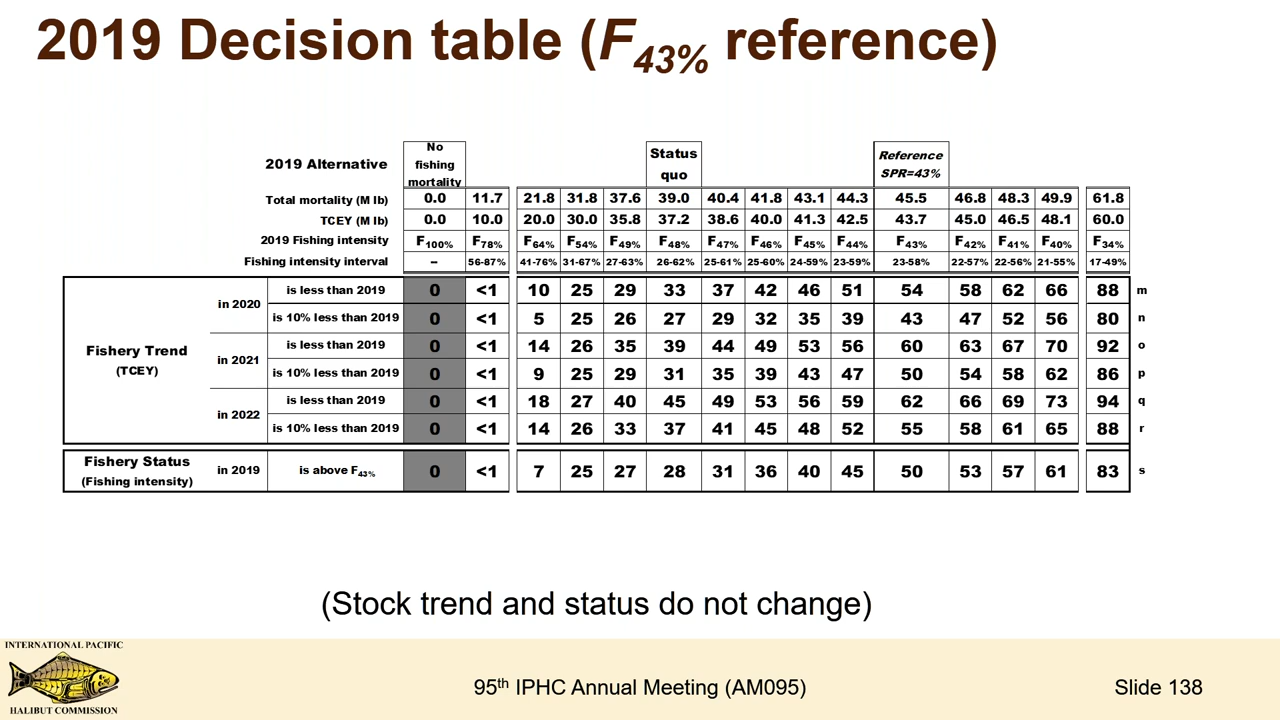 2019 Decision table (F43% reference)
2019 Alternative No fishing mortality Status quo Reference SPR=43%
Total mortality (M lb) 0.0 11.7 21.8 31.8 37.6 39.0 40.4 41.8 43.1 44.3 45.5 46.8 48.3 49.9 61.8
TCEY (M lb) 0.0 10.0 20.0 30.0 35.8 37.2 38.6 40.0 41.3 42.5 43.7 45.0 46.5 48.1 60.0
2019 Fishing intensity F100% F78% F64% F54% F49% F48% F47% F46% F45% F44% F43% F42% F41% F40% F34%
Fishing intensity interval – 56-87% 41-76% 31-67% 27-63% 26-62% 25-61% 25-60% 24-59% 23-59% 23-58% 22-57% 22-56% 21-55% 17-49%
Fishery Trend
(TCEY)
in 2020 is less than 2019 0 <1 10 25 29 33 37 42 46 51 54 58 62 66 88 m
is 10% less than 2019 0 <1 5 25 26 27 29 32 35 39 43 47 52 56 80 n
in 2021 is less than 2019 0 <1 14 26 35 39 44 49 53 56 60 63 67 70 92 o
is 10% less than 2019 0 <1 9 25 29 31 35 39 43 47 50 54 58 62 86 p
in 2022 is less than 2019 0 <1 18 27 40 45 49 53 56 59 62 66 69 73 94 q
is 10% less than 2019 0 <1 14 26 33 37 41 45 48 52 55 58 61 65 88 r
Fishery Status
(Fishing intensity)
in 2019 is above F43% 0 <1 7 25 27 28 31 36 40 45 50 53 57 61 83 s
(Stock trend and status do not change)
INTERNATIONAL PACIFIC
HALIBUT COMMISSION
95th IPHC Annual Meeting (AM095)
Slide 138